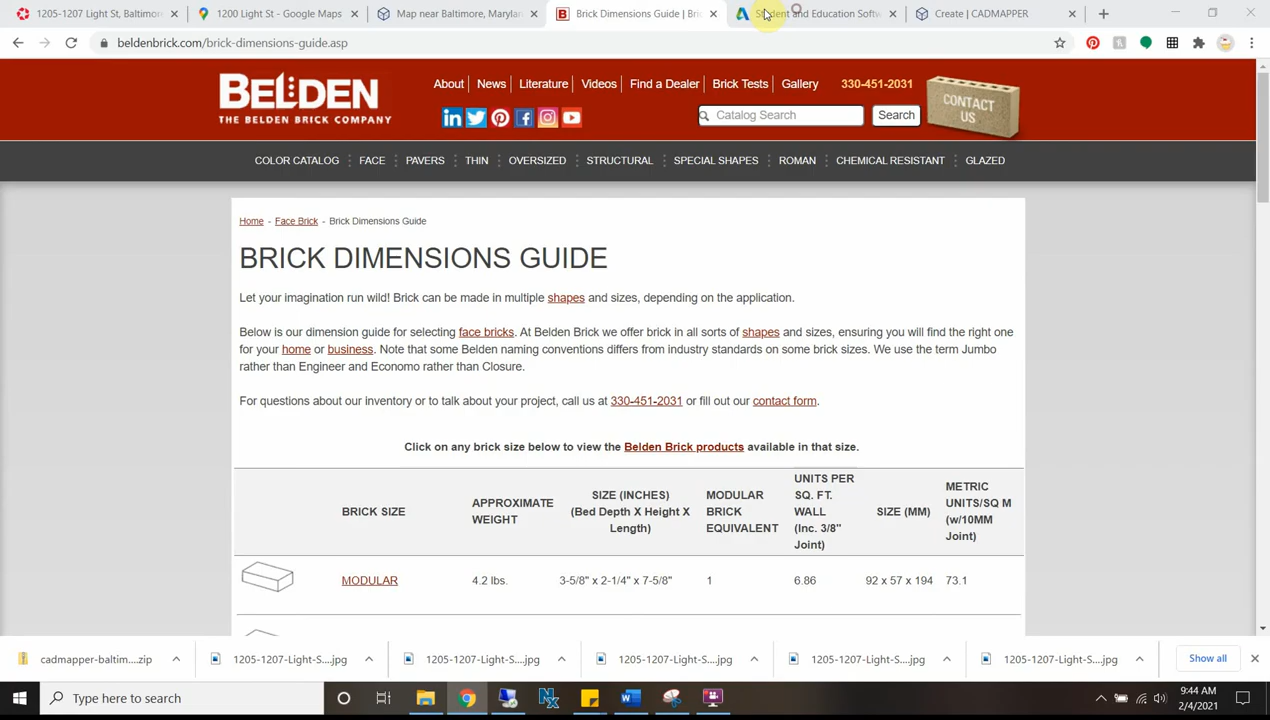 1205-1207 Light St, Baltimor
1200 Light St - Google Maps
Map near Baltimore, Marylan
Brick Dimensions Guide | Bri
Student and Education Softw
Create | CADMAPPER
beldenbrick.com/brick-dimensions-guide.asp
BELDEN
THE BELDEN BRICK COMPANY
About News Literature Videos Find a Dealer Brick Tests Gallery 330-451-2031
CONTACT
US
Catalog Search
Search
COLOR CATALOG FACE PAVERS THIN OVERSIZED STRUCTURAL SPECIAL SHAPES ROMAN CHEMICAL RESISTANT GLAZED
Home - Face Brick - Brick Dimensions Guide
BRICK DIMENSIONS GUIDE
Let your imagination run wild! Brick can be made in multiple shapes and sizes, depending on the application.
Below is our dimension guide for selecting face bricks. At Belden Brick we offer brick in all sorts of shapes and sizes, ensuring you will find the right one
for your home or business. Note that some Belden naming conventions differs from industry standards on some brick sizes. We use the term Jumbo
rather than Engineer and Economo rather than Closure.
For questions about our inventory or to talk about your project, call us at 330-451-2031 or fill out our contact form.
Click on any brick size below to view the Belden Brick products available in that size.
BRICK SIZE
APPROXIMATE
WEIGHT
SIZE (INCHES)
(Bed Depth X Height X
Length)
MODULAR
BRICK
EQUIVALENT
UNITS PER
SQ. FT.
WALL
(Inc. 3/8"
Joint)
SIZE (MM)
METRIC
UNITS/SQ M
(w/10MM
Joint)
MODULAR 4.2 lbs. 3-5/8" x 2-1/4" x 7-5/8" 1 6.86 92 x 57 x 194 73.1
cadmapper-baltim....zip
1205-1207-Light-S....jpg
1205-1207-Light-S....jpg
1205-1207-Light-S....jpg
1205-1207-Light-S....jpg
1205-1207-Light-S....jpg
Show all
Type here to search
9:44 AM
2/4/2021